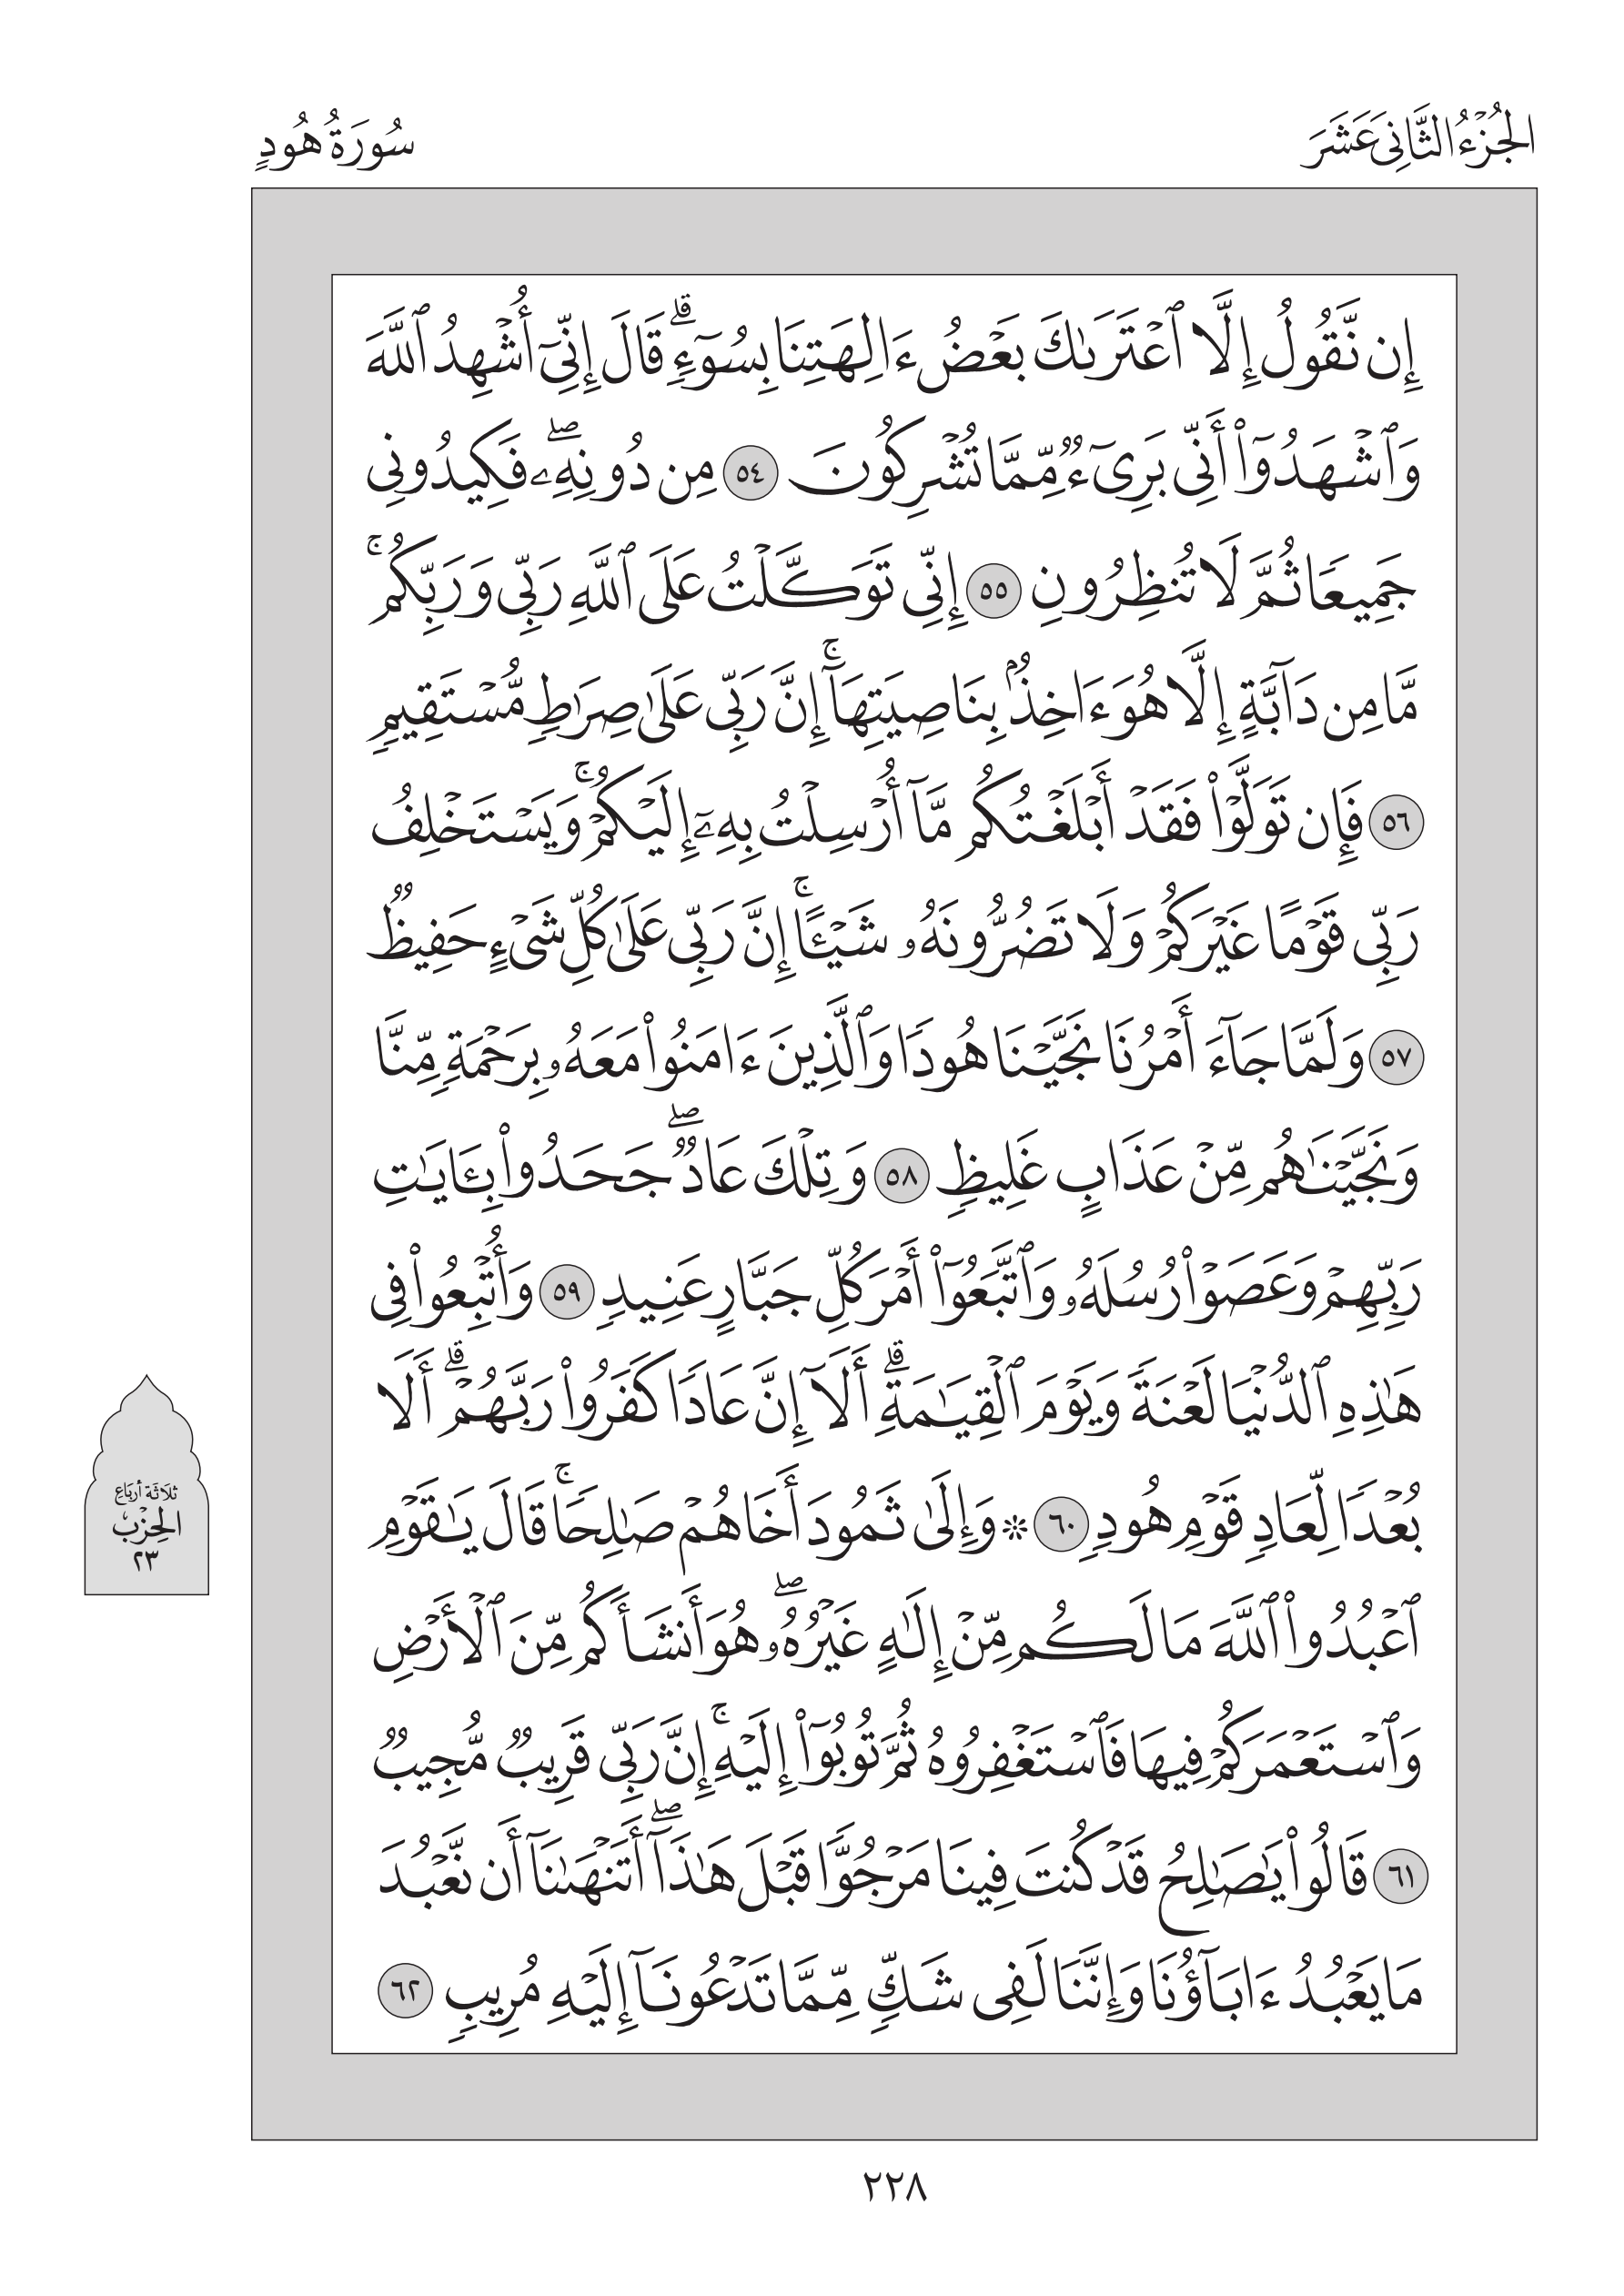 الجُزْءُ الثَّانِيَ عَشَرَ
سُورَةُ هُودٍ
إِن نَّقُولُ إِلَّا ٱعْتَرَىٰكَ بَعْضُ ءَالِهَتِنَا بِسُوٓءٍۗ قَالَ إِنِّىٓ أُشْهِدُ ٱللَّهَ
وَٱشْهَدُوٓا۟ أَنِّى بَرِىٓءٌ مِّمَّا تُشْرِكُونَ ٥٤ مِن دُونِهِۦۖ فَكِيدُونِى
جَمِيعًا ثُمَّ لَا تُنظِرُونِ ٥٥ إِنِّى تَوَكَّلْتُ عَلَى ٱللَّهِ رَبِّى وَرَبِّكُمۚ
مَّا مِن دَآبَّةٍ إِلَّا هُوَ ءَاخِذٌۢ بِنَاصِيَتِهَآۚ إِنَّ رَبِّى عَلَىٰ صِرَٰطٍ مُّسْتَقِيمٍ
٥٦ فَإِن تَوَلَّوْا۟ فَقَدْ أَبْلَغْتُكُم مَّآ أُرْسِلْتُ بِهِۦٓ إِلَيْكُمْۚ وَيَسْتَخْلِفُ
رَبِّى قَوْمًا غَيْرَكُمْ وَلَا تَضُرُّونَهُۥ شَيْـًٔاۚ إِنَّ رَبِّى عَلَىٰ كُلِّ شَىْءٍ حَفِيظٌ
٥٧ وَلَمَّا جَآءَ أَمْرُنَا نَجَّيْنَا هُودًا وَٱلَّذِينَ ءَامَنُوا۟ مَعَهُۥ بِرَحْمَةٍ مِّنَّا
وَنَجَّيْنَٰهُم مِّنْ عَذَابٍ غَلِيظٍ ٥٨ وَتِلْكَ عَادٌۖ جَحَدُوا۟ بِـَٔايَٰتِ
رَبِّهِمْ وَعَصَوْا۟ رُسُلَهُۥ وَٱتَّبَعُوٓا۟ أَمْرَ كُلِّ جَبَّارٍ عَنِيدٍ ٥٩ وَأُتْبِعُوا۟ فِى
هَٰذِهِ ٱلدُّنْيَا لَعْنَةً وَيَوْمَ ٱلْقِيَٰمَةِۗ أَلَآ إِنَّ عَادًا كَفَرُوا۟ رَبَّهُمْۗ أَلَا
بُعْدًا لِّعَادٍ قَوْمِ هُودٍ ٦٠ ۞ وَإِلَىٰ ثَمُودَ أَخَاهُمْ صَٰلِحًاۚ قَالَ يَٰقَوْمِ
ٱعْبُدُوا۟ ٱللَّهَ مَا لَكُم مِّنْ إِلَٰهٍ غَيْرُهُۥۖ هُوَ أَنشَأَكُم مِّنَ ٱلْأَرْضِ
وَٱسْتَعْمَرَكُمْ فِيهَا فَٱسْتَغْفِرُوهُ ثُمَّ تُوبُوٓا۟ إِلَيْهِۚ إِنَّ رَبِّى قَرِيبٌ مُّجِيبٌ
٦١ قَالُوا۟ يَٰصَٰلِحُ قَدْ كُنتَ فِينَا مَرْجُوًّا قَبْلَ هَٰذَآۖ أَتَنْهَىٰنَآ أَن نَّعْبُدَ
مَا يَعْبُدُ ءَابَآؤُنَا وَإِنَّنَا لَفِى شَكٍّ مِّمَّا تَدْعُونَآ إِلَيْهِ مُرِيبٍ ٦٢
ثَلَاثَة أَرْبَاعِ
الحِزْبِ
٢٣
٢٢٨